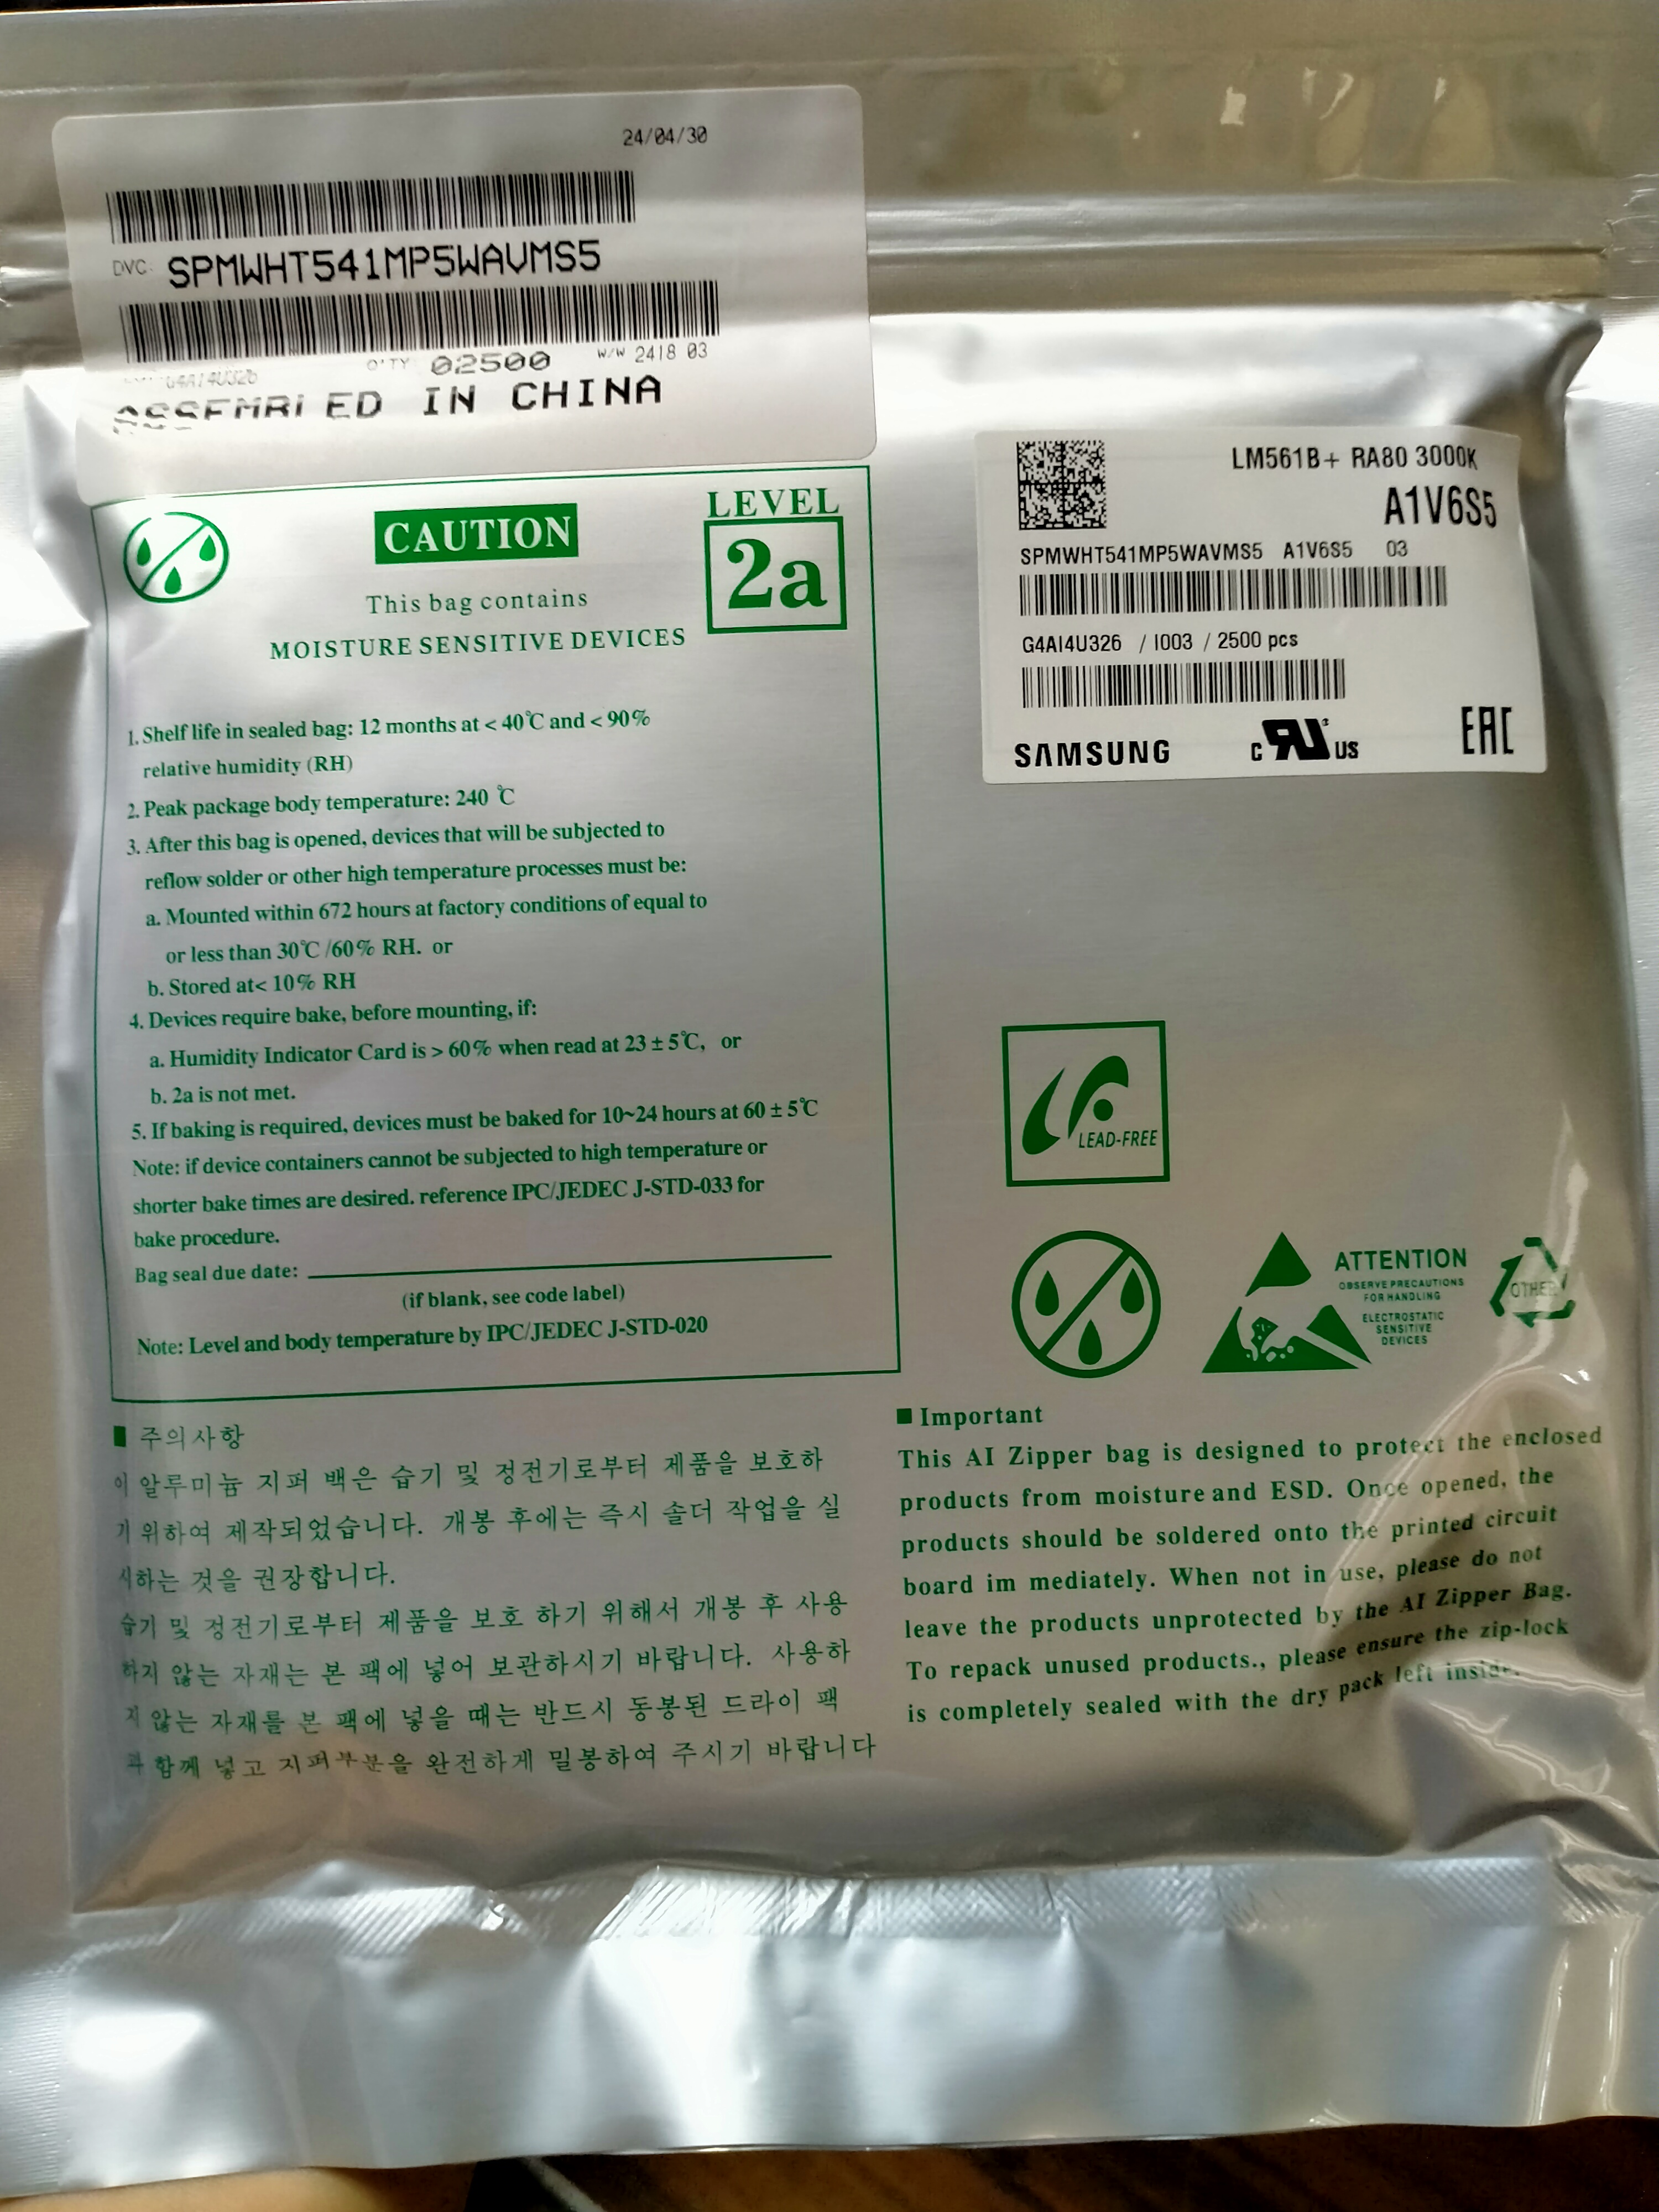 24/04/30
DVC. SPMWHT541MP5WAVMS5
Q'TY 02500 W/W 2418 03
G4AI4U326
ASSEMBLED IN CHINA
LM561B+ RA80 3000K
A1V6S5
SPMWHT541MP5WAVMS5 A1V6S5 03
G4AI4U326 / I003 / 2500 pcs
SAMSUNG c RU US EAC
CAUTION
LEVEL
2a
This bag contains
MOISTURE SENSITIVE DEVICES
1. Shelf life in sealed bag: 12 months at < 40℃ and < 90%
relative humidity (RH)
2. Peak package body temperature: 240 ℃
3. After this bag is opened, devices that will be subjected to
reflow solder or other high temperature processes must be:
a. Mounted within 672 hours at factory conditions of equal to
or less than 30℃ /60% RH. or
b. Stored at< 10% RH
4. Devices require bake, before mounting, if:
a. Humidity Indicator Card is > 60% when read at 23 ± 5℃, or
b. 2a is not met.
5. If baking is required, devices must be baked for 10~24 hours at 60 ± 5℃
Note: if device containers cannot be subjected to high temperature or
shorter bake times are desired. reference IPC/JEDEC J-STD-033 for
bake procedure.
Bag seal due date:
(if blank, see code label)
Note: Level and body temperature by IPC/JEDEC J-STD-020
LEAD-FREE
ATTENTION
OBSERVE PRECAUTIONS
FOR HANDLING
ELECTROSTATIC
SENSITIVE
DEVICES
OTHER
■ 주의사항
이 알루미늄 지퍼 백은 습기 및 정전기로부터 제품을 보호하
기 위하여 제작되었습니다. 개봉 후에는 즉시 솔더 작업을 실
시하는 것을 권장합니다.
습기 및 정전기로부터 제품을 보호 하기 위해서 개봉 후 사용
하지 않는 자재는 본 팩에 넣어 보관하시기 바랍니다. 사용하
지 않는 자재를 본 팩에 넣을 때는 반드시 동봉된 드라이 팩
과 함께 넣고 지퍼부분을 완전하게 밀봉하여 주시기 바랍니다
■ Important
This AI Zipper bag is designed to protect the enclosed
products from moisture and ESD. Once opened, the
products should be soldered onto the printed circuit
board im mediately. When not in use, please do not
leave the products unprotected by the AI Zipper Bag.
To repack unused products., please ensure the zip-lock
is completely sealed with the dry pack left inside.